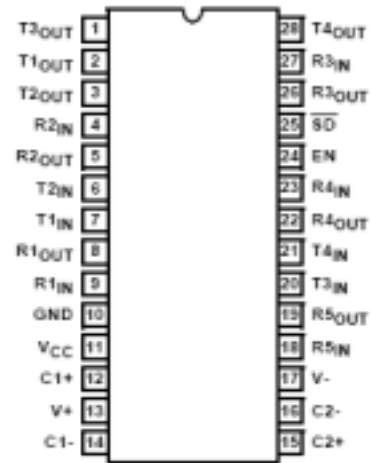 T3OUT 1 28 T4OUT
T1OUT 2 27 R3IN
T2OUT 3 26 R3OUT
R2IN 4 25 SD
R2OUT 5 24 EN
T2IN 6 23 R4IN
T1IN 7 22 R4OUT
R1OUT 8 21 T4IN
R1IN 9 20 T3IN
GND 10 19 R5OUT
VCC 11 18 R5IN
C1+ 12 17 V-
V+ 13 16 C2-
C1- 14 15 C2+